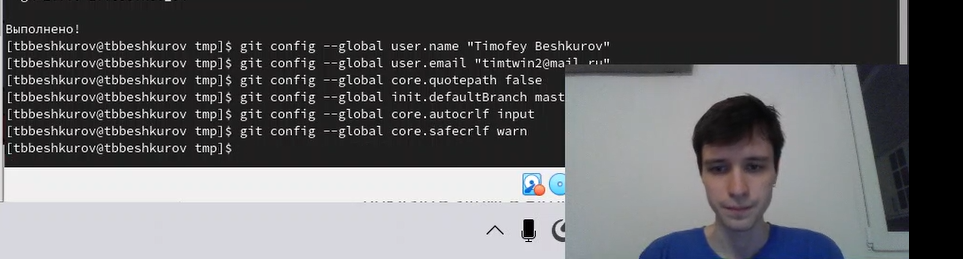 Выполнено!
[tbbeshkurov@tbbeshkurov tmp]$ git config --global user.name "Timofey Beshkurov"
[tbbeshkurov@tbbeshkurov tmp]$ git config --global user.email "timtwin2@mail.ru"
[tbbeshkurov@tbbeshkurov tmp]$ git config --global core.quotepath false
[tbbeshkurov@tbbeshkurov tmp]$ git config --global init.defaultBranch mast
[tbbeshkurov@tbbeshkurov tmp]$ git config --global core.autocrlf input
[tbbeshkurov@tbbeshkurov tmp]$ git config --global core.safecrlf warn
[tbbeshkurov@tbbeshkurov tmp]$